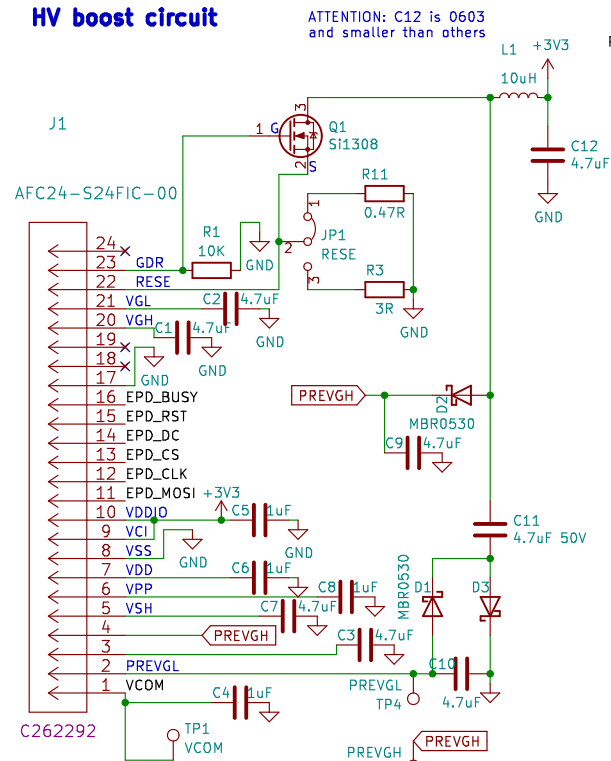 HV boost circuit
ATTENTION: C12 is 0603
and smaller than others
L1
+3V3
10uH
J1
3
1
G
Q1
Si1308
2
S
C12
4.7uF
GND
AFC24-S24FIC-00
R11
0.47R
1
R1
10K
GND
2
JP1
RESE
3
R3
3R
GND
24
23
GDR
22
RESE
21
VGL
C2
4.7uF
GND
20
VGH
C1
4.7uF
GND
19
18
GND
17
16
EPD_BUSY
15
EPD_RST
14
EPD_DC
13
EPD_CS
12
EPD_CLK
11
EPD_MOSI
PREVGH
D2
MBR0530
C9
4.7uF
10
VDDIO
+3V3
C5
1uF
GND
9
VCI
8
VSS
GND
C11
4.7uF 50V
7
VDD
C6
1uF
6
VPP
C8
1uF
5
VSH
C7
4.7uF
MBR0530
D1
D3
4
PREVGH
3
C3
4.7uF
2
PREVGL
C10
4.7uF
1
VCOM
PREVGL
TP4
C4
1uF
C262292
TP1
VCOM
PREVGH
PREVGH